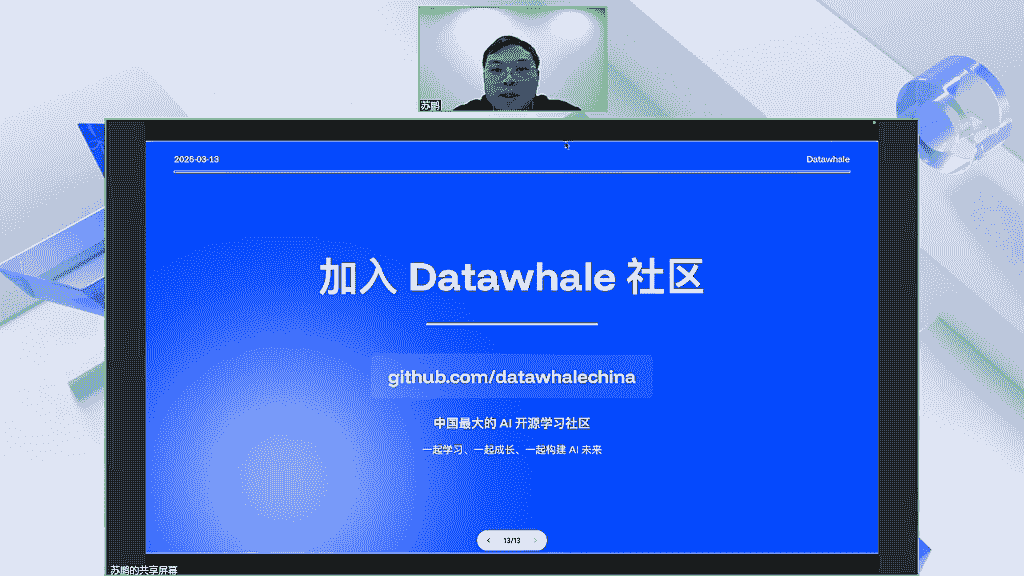 苏鹏
2026-03-13
Datawhale
加入 Datawhale 社区
github.com/datawhalechina
中国最大的 AI 开源学习社区
一起学习、一起成长、一起构建 AI 未来
13/13
苏鹏的共享屏幕